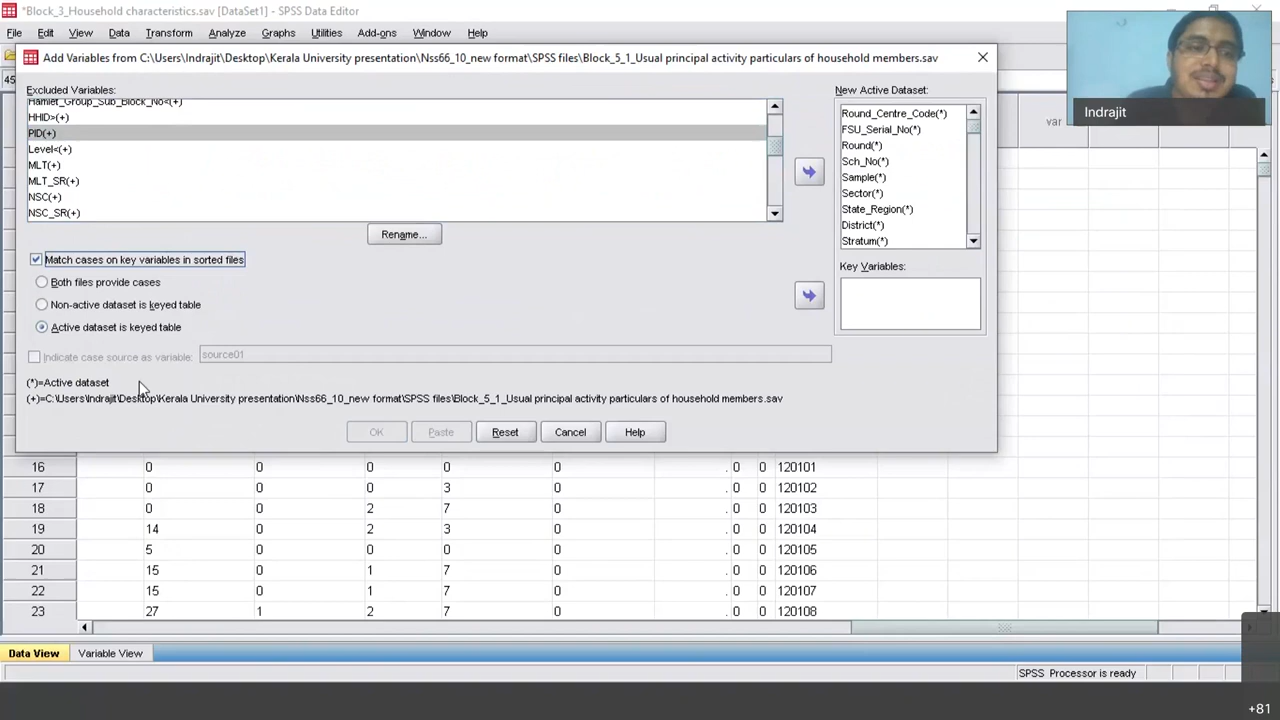 *Block_3_Household characteristics.sav [DataSet1] - SPSS Data Editor
File Edit View Data Transform Analyze Graphs Utilities Add-ons Window Help
Add Variables from C:\Users\Indrajit\Desktop\Kerala University presentation\Nss66_10_new format\SPSS files\Block_5_1_Usual principal activity particulars of household members.sav
Indrajit
Excluded Variables:
Hamlet_Group_Sub_Block_No<(+)
HHID>(+)
PID(+)
Level<(+)
MLT(+)
MLT_SR(+)
NSC(+)
NSC_SR(+)
New Active Dataset:
Round_Centre_Code(*)
FSU_Serial_No(*)
Round(*)
Sch_No(*)
Sample(*)
Sector(*)
State_Region(*)
District(*)
Stratum(*)
var
Rename...
Match cases on key variables in sorted files
Both files provide cases
Non-active dataset is keyed table
Active dataset is keyed table
Key Variables:
Indicate case source as variable: source01
(*)=Active dataset
(+)=C:\Users\Indrajit\Desktop\Kerala University presentation\Nss66_10_new format\SPSS files\Block_5_1_Usual principal activity particulars of household members.sav
OK Paste Reset Cancel Help
16 0 0 0 0 0 . 0 0 120101
17 0 0 0 3 0 . 0 0 120102
18 0 0 2 7 0 . 0 0 120103
19 14 0 2 3 0 . 0 0 120104
20 5 0 0 0 0 . 0 0 120105
21 15 0 1 7 0 . 0 0 120106
22 15 0 1 7 0 . 0 0 120107
23 27 1 2 7 0 . 0 0 120108
Data View Variable View
SPSS Processor is ready
+81